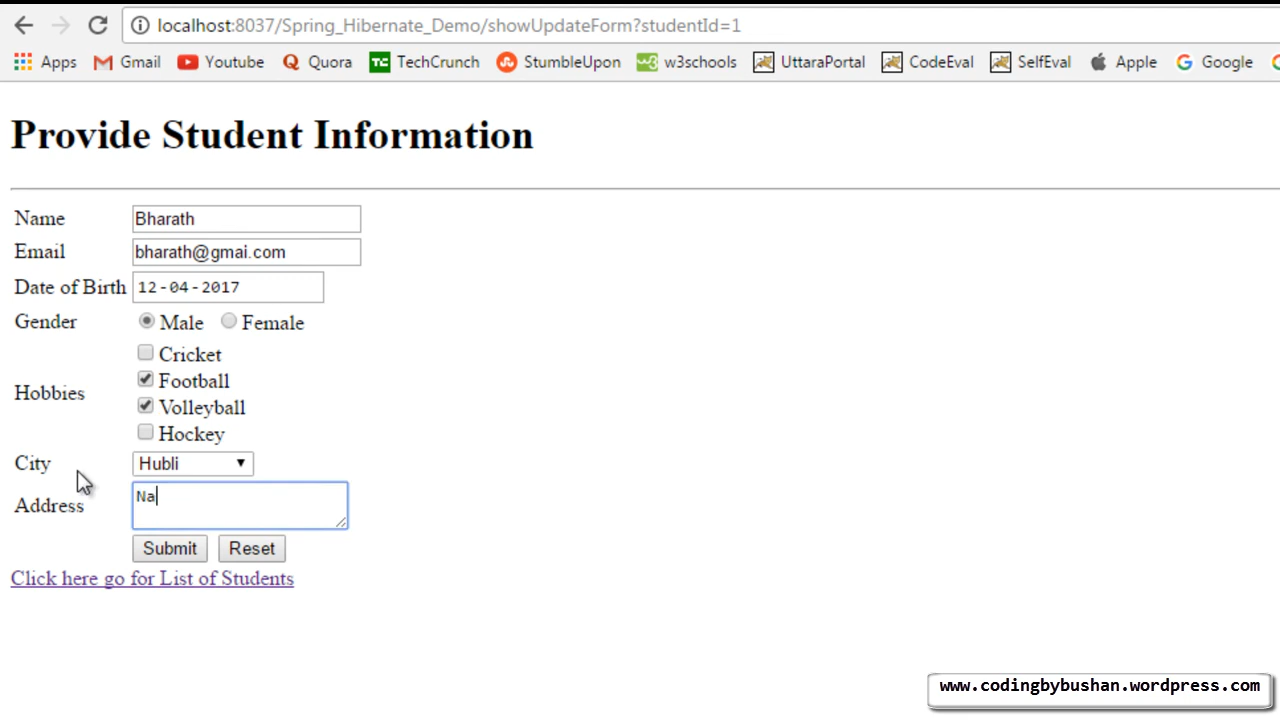 localhost:8037/Spring_Hibernate_Demo/showUpdateForm?studentId=1
Apps Gmail Youtube Quora TechCrunch StumbleUpon w3schools UttaraPortal CodeEval SelfEval Apple Google
Provide Student Information
Name Bharath
Email bharath@gmai.com
Date of Birth 12-04-2017
Gender Male Female
Cricket
Hobbies
Football
Volleyball
Hockey
City Hubli
Address Na
Submit Reset
Click here go for List of Students
www.codingbybushan.wordpress.com